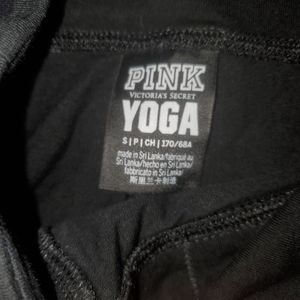 PINK
VICTORIA'S SECRET
YOGA
S | P | CH | 170/68A
made in Sri Lanka/fabriqué au
Sri Lanka/hecho en Sri Lanka/
fabbricato in Sri Lanka
斯里兰卡制造